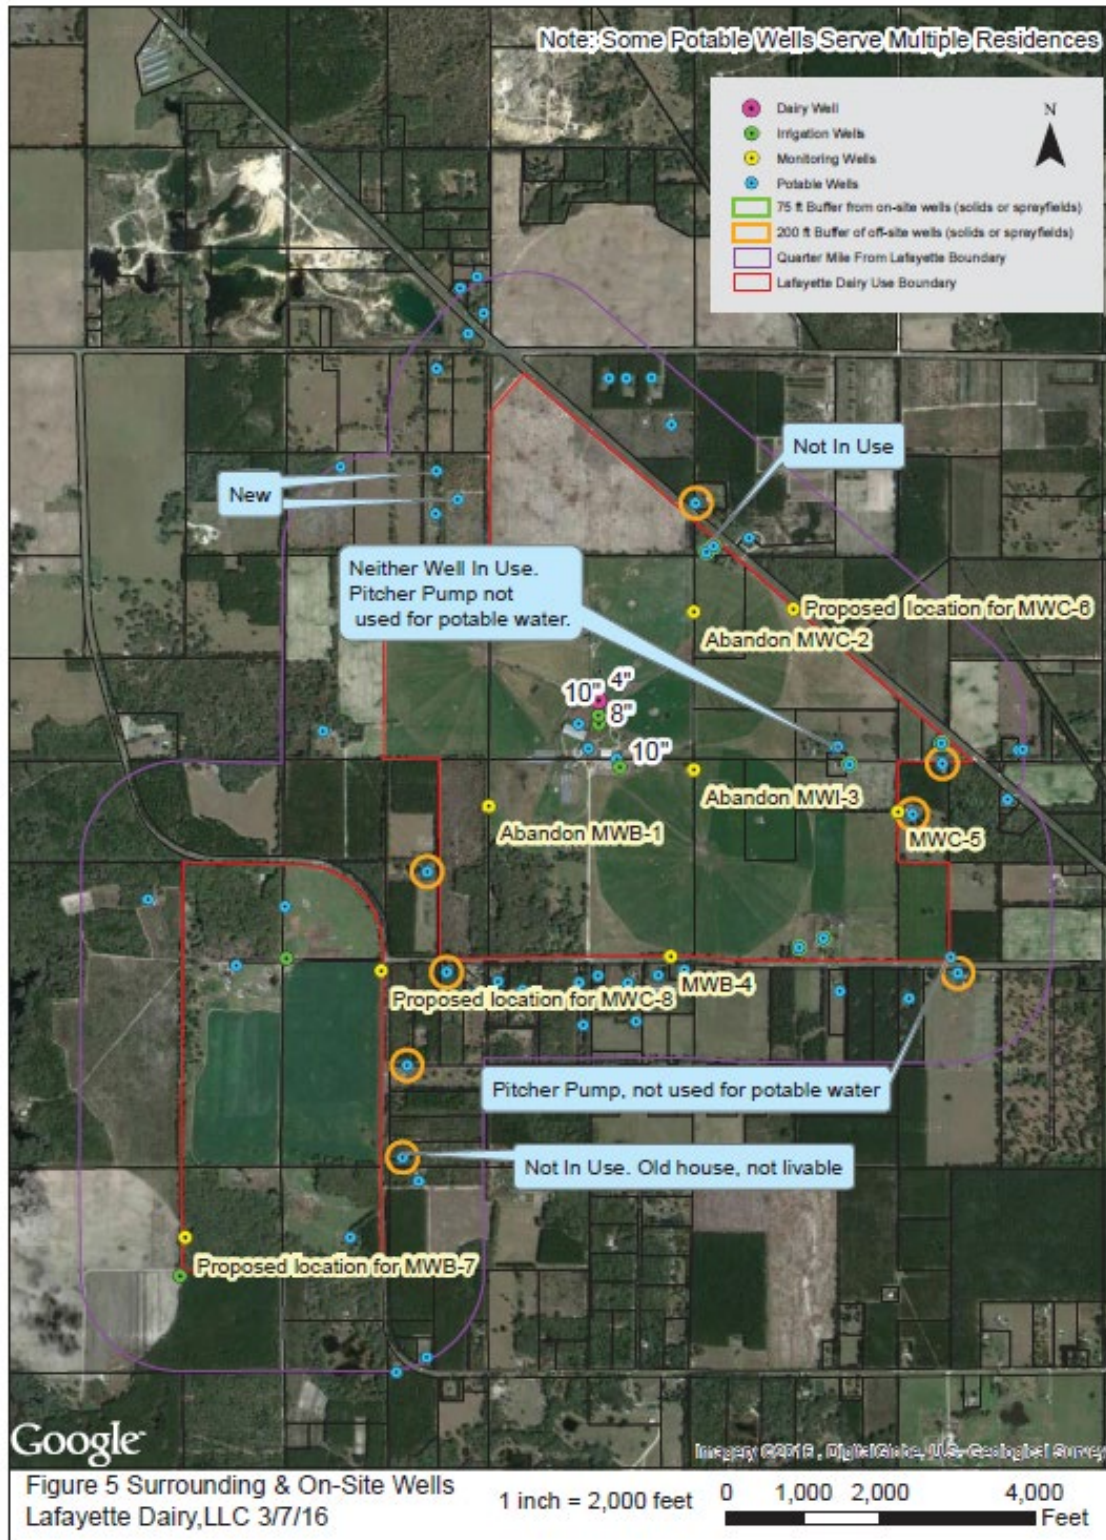 Note: Some Potable Wells Serve Multiple Residences
Dairy Well
Irrigation Wells
Monitoring Wells
Potable Wells
75 ft Buffer from on-site wells (solids or sprayfields)
200 ft Buffer of off-site wells (solids or sprayfields)
Quarter Mile From Lafayette Boundary
Lafayette Dairy Use Boundary
N
Not In Use
New
Neither Well In Use.
Pitcher Pump not
used for potable water.
Proposed location for MWC-6
Abandon MWC-2
10" 4"
8"
10"
Abandon MWI-3
Abandon MWB-1
MWC-5
MWB-4
Proposed location for MWC-8
Pitcher Pump, not used for potable water
Not In Use. Old house, not livable
Proposed location for MWB-7
Google
Imagery ©2016 , DigitalGlobe, U.S. Geological Survey
Figure 5 Surrounding & On-Site Wells
Lafayette Dairy,LLC 3/7/16
1 inch = 2,000 feet
0 1,000 2,000 4,000
Feet